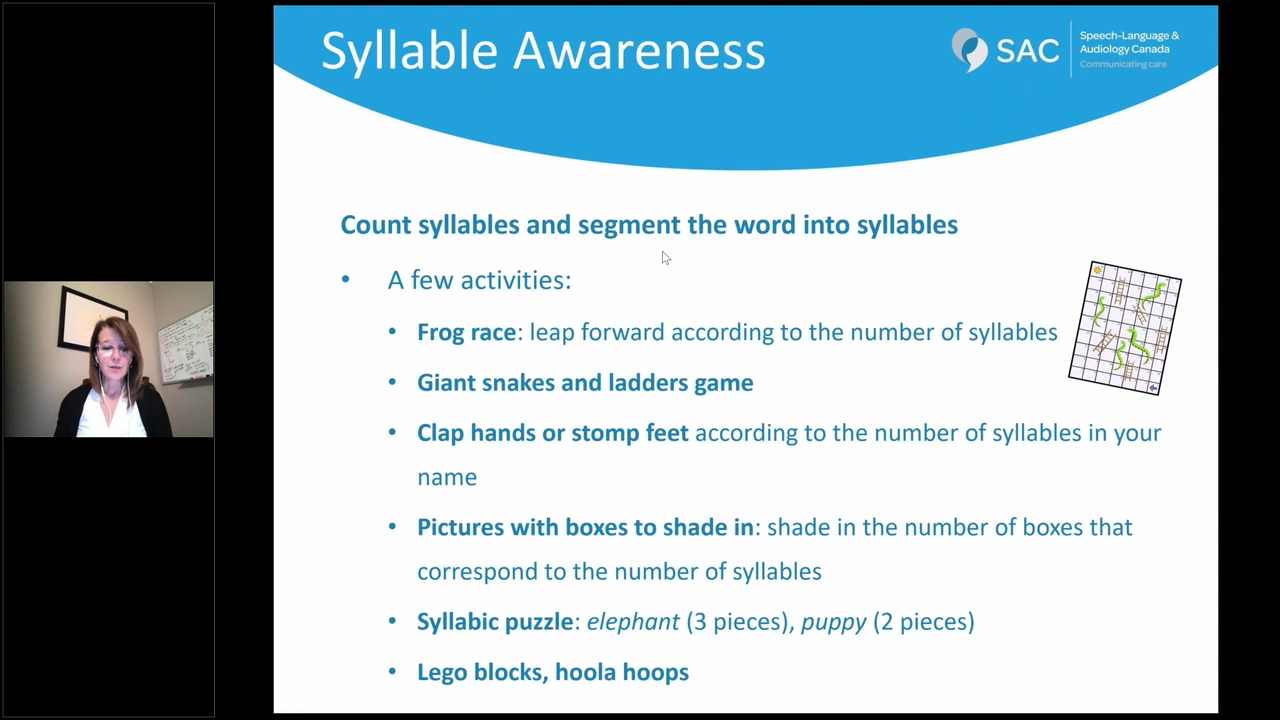 Syllable Awareness
SAC
Speech-Language &
Audiology Canada
Communicating care
Count syllables and segment the word into syllables
• A few activities:
• Frog race: leap forward according to the number of syllables
• Giant snakes and ladders game
• Clap hands or stomp feet according to the number of syllables in your
name
• Pictures with boxes to shade in: shade in the number of boxes that
correspond to the number of syllables
• Syllabic puzzle: elephant (3 pieces), puppy (2 pieces)
• Lego blocks, hoola hoops